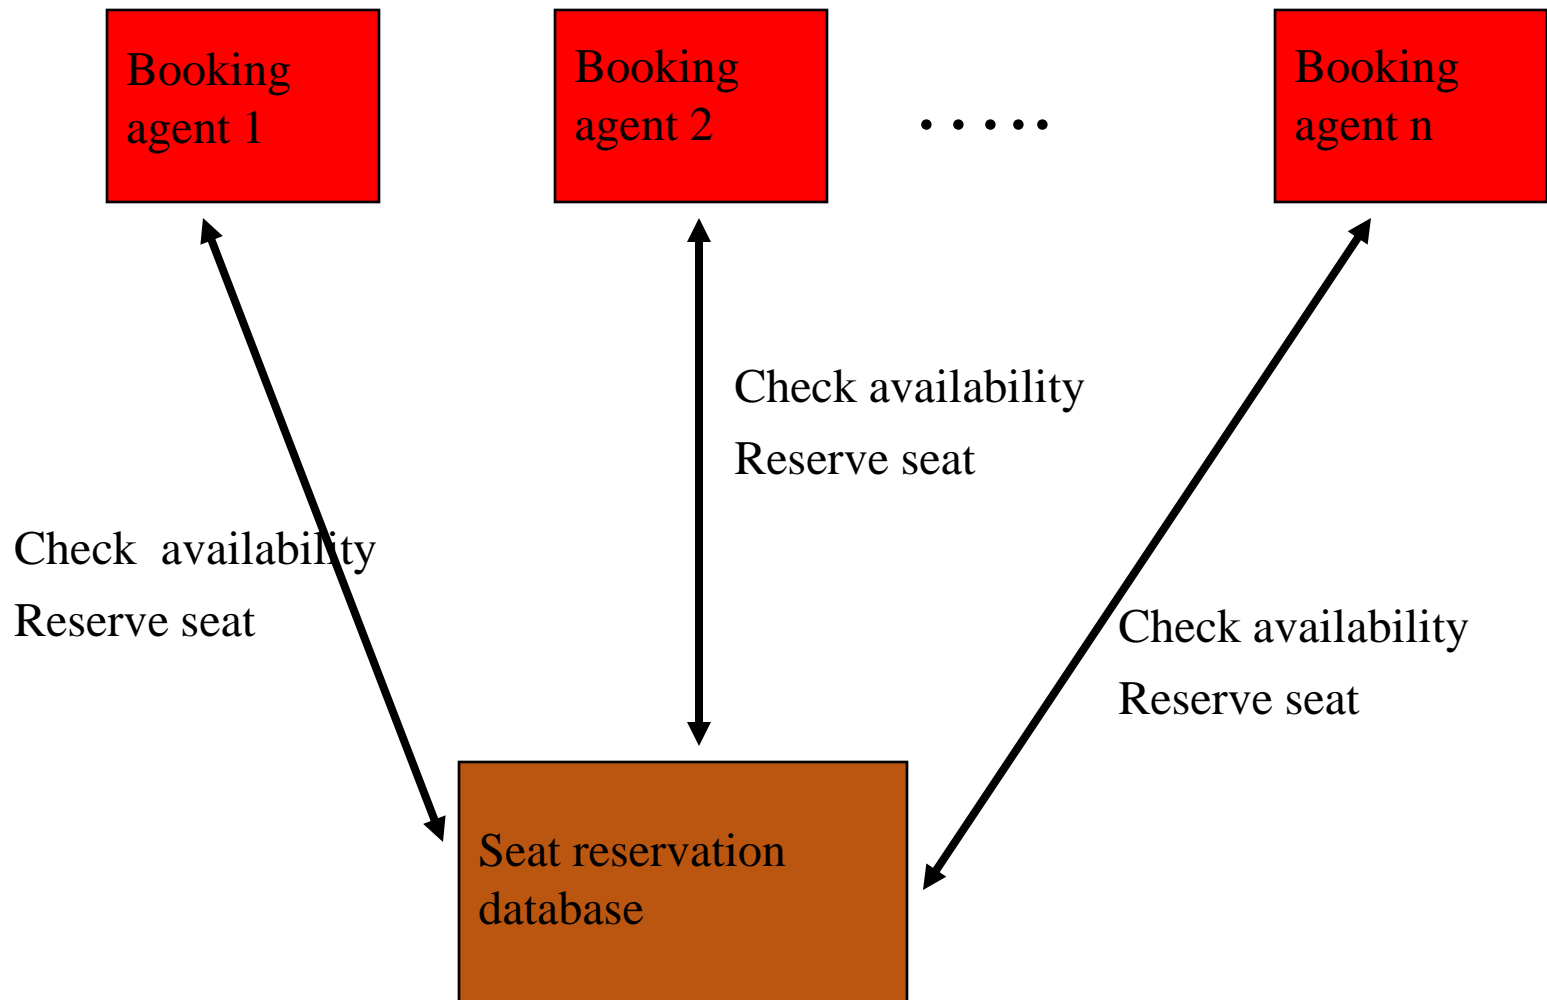 Booking
agent 1
Booking
agent 2
.....
Booking
agent n
Check availability
Reserve seat
Check  availability
Reserve seat
Check availability
Reserve seat
Seat reservation
database